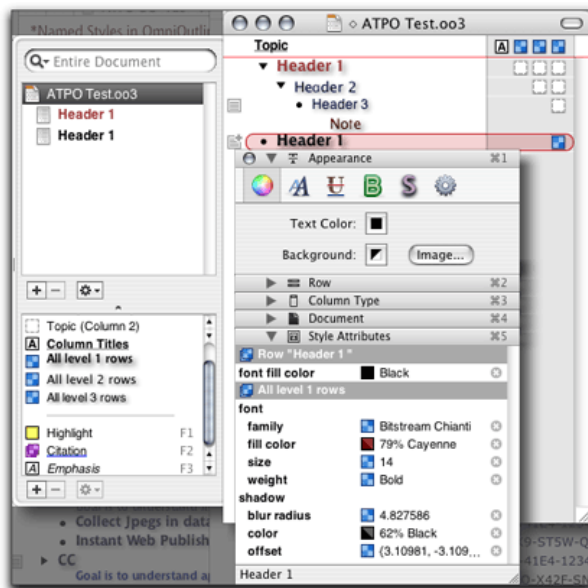 *Named Styles in OmniOutlin
Entire Document
ATPO Test.oo3
Header 1
Header 1
Topic (Column 2)
A Column Titles
All level 1 rows
All level 2 rows
All level 3 rows
Highlight F1
Citation F2
A Emphasis F3
ATPO Test.oo3
Topic A
Header 1
Header 2
• Header 3
Note
• Header 1
Appearance ⌘1
A U B S
Text Color:
Background: Image...
Row ⌘2
Column Type ⌘3
Document ⌘4
Style Attributes ⌘5
Row "Header 1 "
font fill color Black
All level 1 rows
font
family Bitstream Chianti
fill color 79% Cayenne
size 14
weight Bold
shadow
blur radius 4.827586
color 62% Black
offset (3.10981, -3.109...
Header 1
• Collect Jpegs in data
• Instant Web Publish
CC
Goal is to understand a